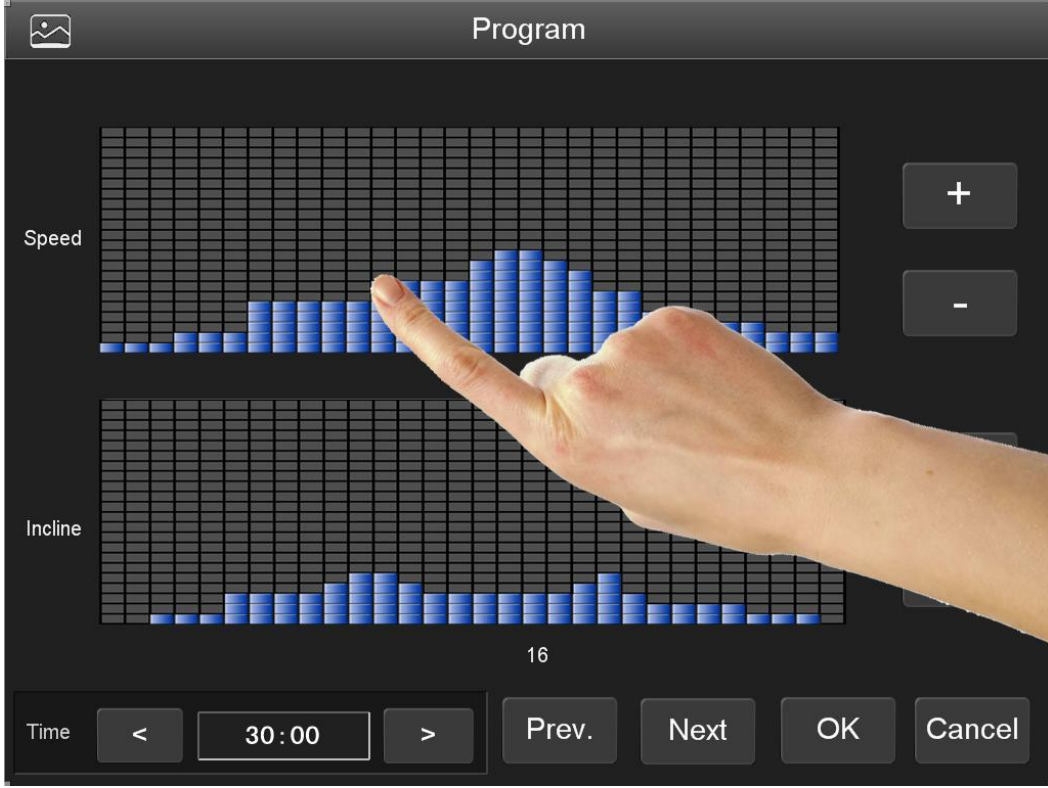 Program
Speed
+
-
Incline
16
Time
<
30:00
>
Prev.
Next
OK
Cancel